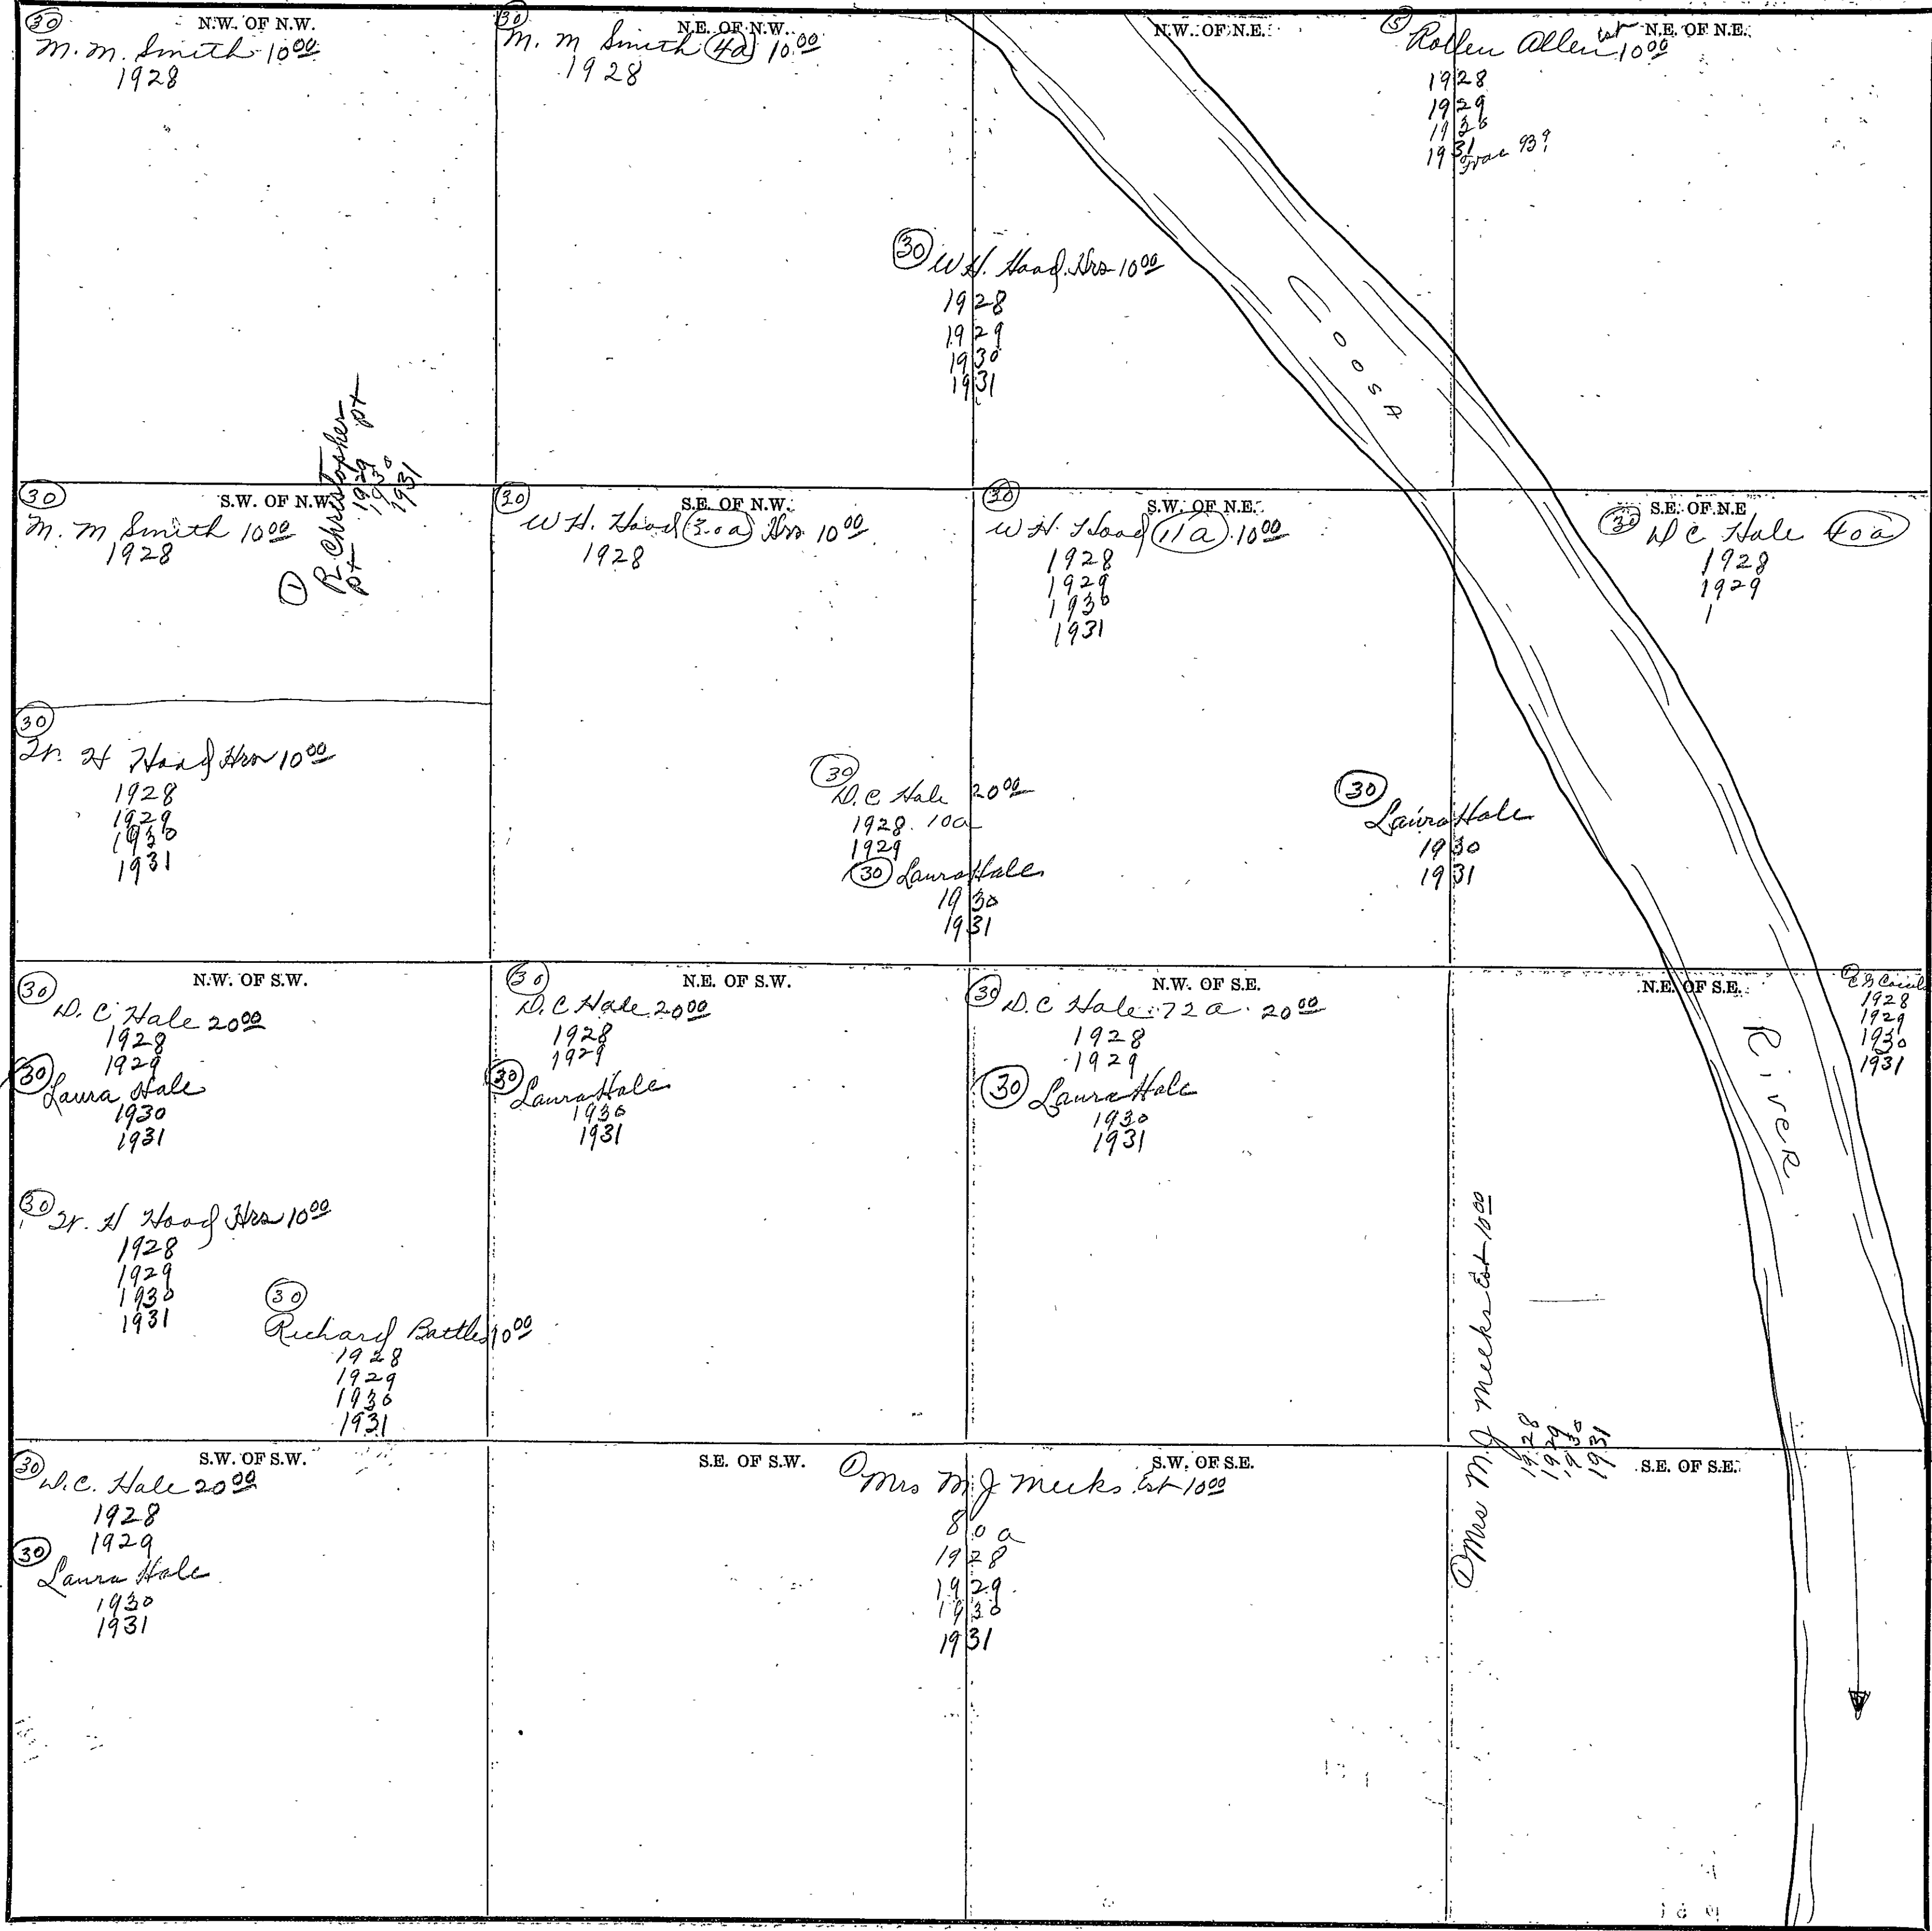 N.W. OF N.W.
(30)
M. M. Smith 10 00
1928
N.E. OF N.W.
(30)
M. M Smith (4a) 10.00
1928
N.W. OF N.E.
N.E. OF N.E.
(5)
Rollen Allen Est 10 00
1928
1929
1930
1931
(30) W H. Hood Hrs 10 00
1928
1929
1930
1931
COOSA
(1)
R. Christopher
pt pt
1929
1930
1931
S.W. OF N.W.
(30)
M. M Smith 10 00
1928
(30)
W. H Hood Hrs 10 00
1928
1929
1930
1931
S.E. OF N.W.
(30)
W H. Hood (30a) Hrs 10 00
1928
S.W. OF N.E.
(30)
W H. Hood (11a) 10 00
1928
1929
1930
1931
S.E. OF N.E
(30) D C Hale 40a
1928
1929
1
(30)
D. C Hale 20 00
1928 10a
1929
(30) Laura Hale
1930
1931
(30)
Laura Hale
1930
1931
N.W. OF S.W.
(30)
D. C Hale 20 00
1928
1929
(30)
Laura Hale
1930
1931
(30)
W. H Hood Hrs 10 00
1928
1929
1930
1931
(30)
Richard Battles 10 00
1928
1929
1930
1931
N.E. OF S.W.
(30)
D. C Hale 20 00
1928
1929
(30)
Laura Hale
1930
1931
N.W. OF S.E.
(30) D. C Hale 72 a. 20 00
1928
1929
(30) Laura Hale
1930
1931
N.E. OF S.E.
River
1928
1929
1930
1931
S.W. OF S.W.
(30)
D. C. Hale 20 00
1928
1929
(30)
Laura Hale
1930
1931
S.E. OF S.W.
S.W. OF S.E.
(1) Mrs M. J Meeks Est 10 00
80 a
1928
1929
1930
1931
(1) Mrs M. J Meeks Est 10 00
1928
1929
1930
1931
S.E. OF S.E.